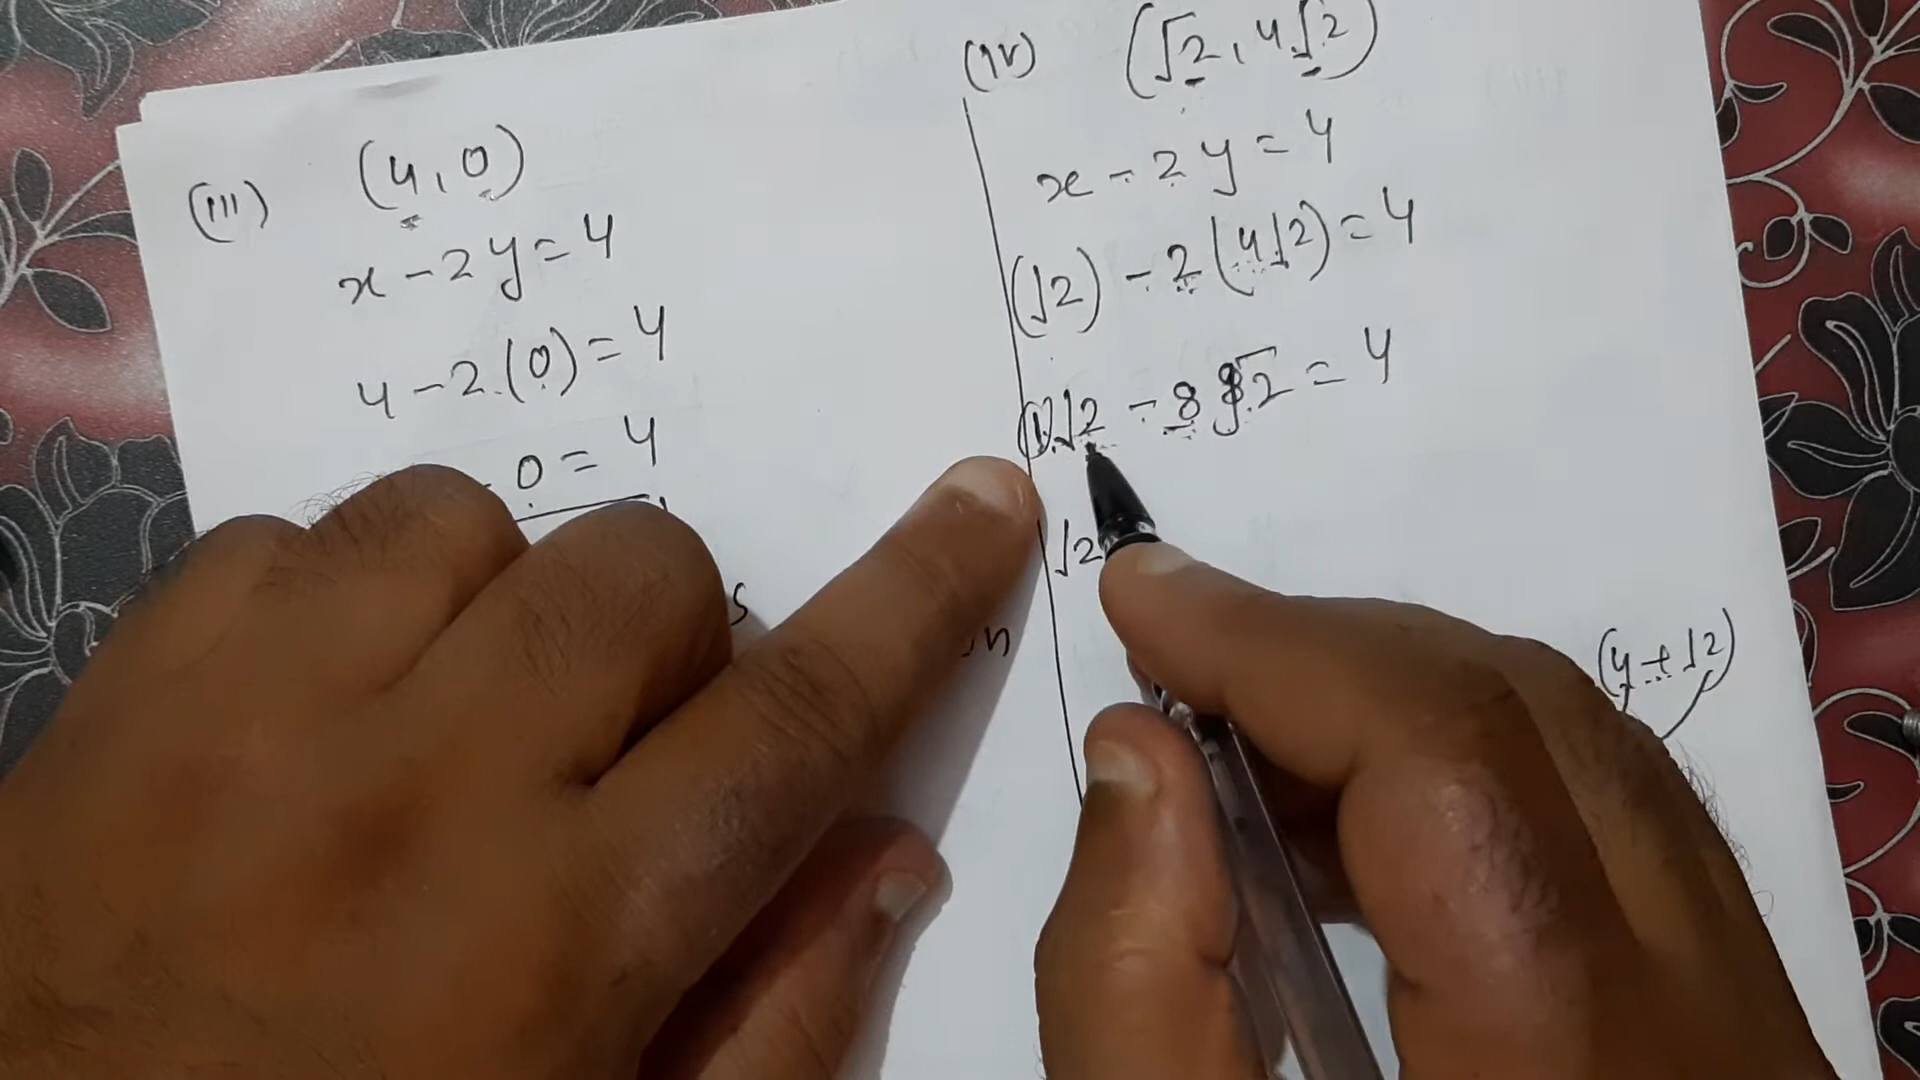 (III) (4, 0)
x - 2y = 4
4 - 2(0) = 4
- 0 = 4
(IV) (√2, 4√2)
x - 2y = 4
(√2) - 2(4√2) = 4
(1)√2 - 8√2 = 4
√2
(y + √2)